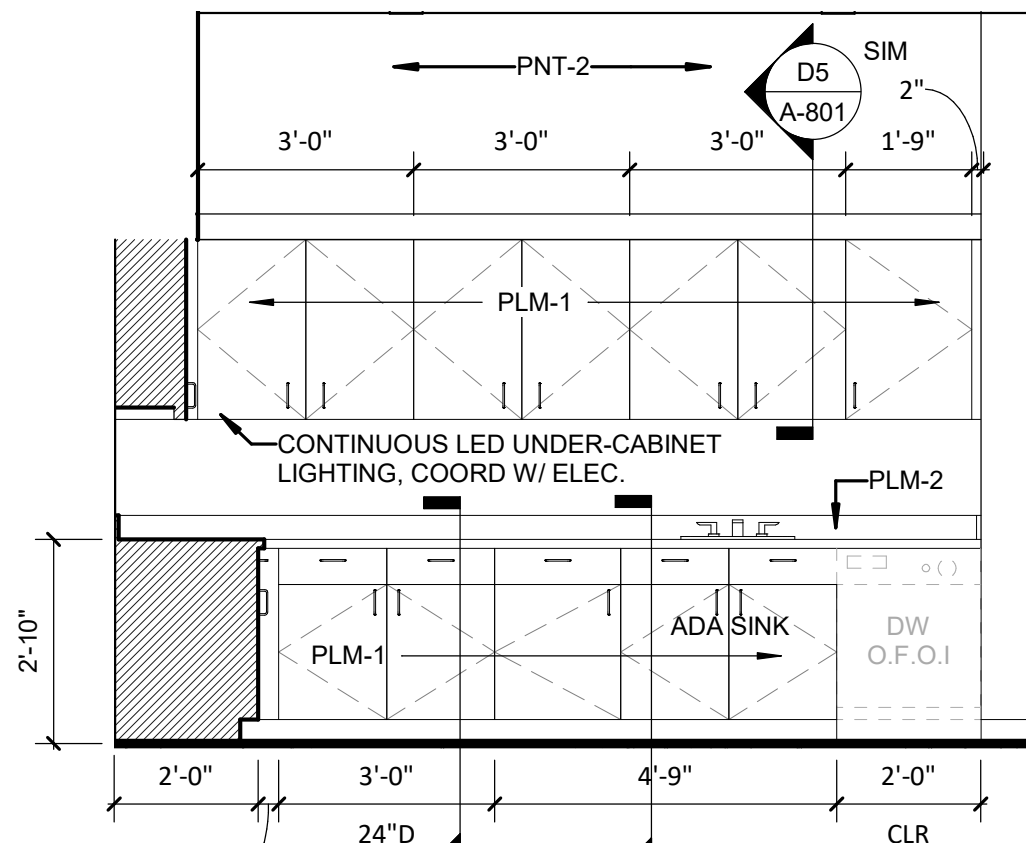 PNT-2
D5
A-801
SIM
2"
3'-0"
3'-0"
3'-0"
1'-9"
PLM-1
CONTINUOUS LED UNDER-CABINET
LIGHTING, COORD W/ ELEC.
PLM-2
2'-10"
ADA SINK
PLM-1
DW
O.F.O.I
2'-0"
3'-0"
4'-9"
2'-0"
24"D
CLR